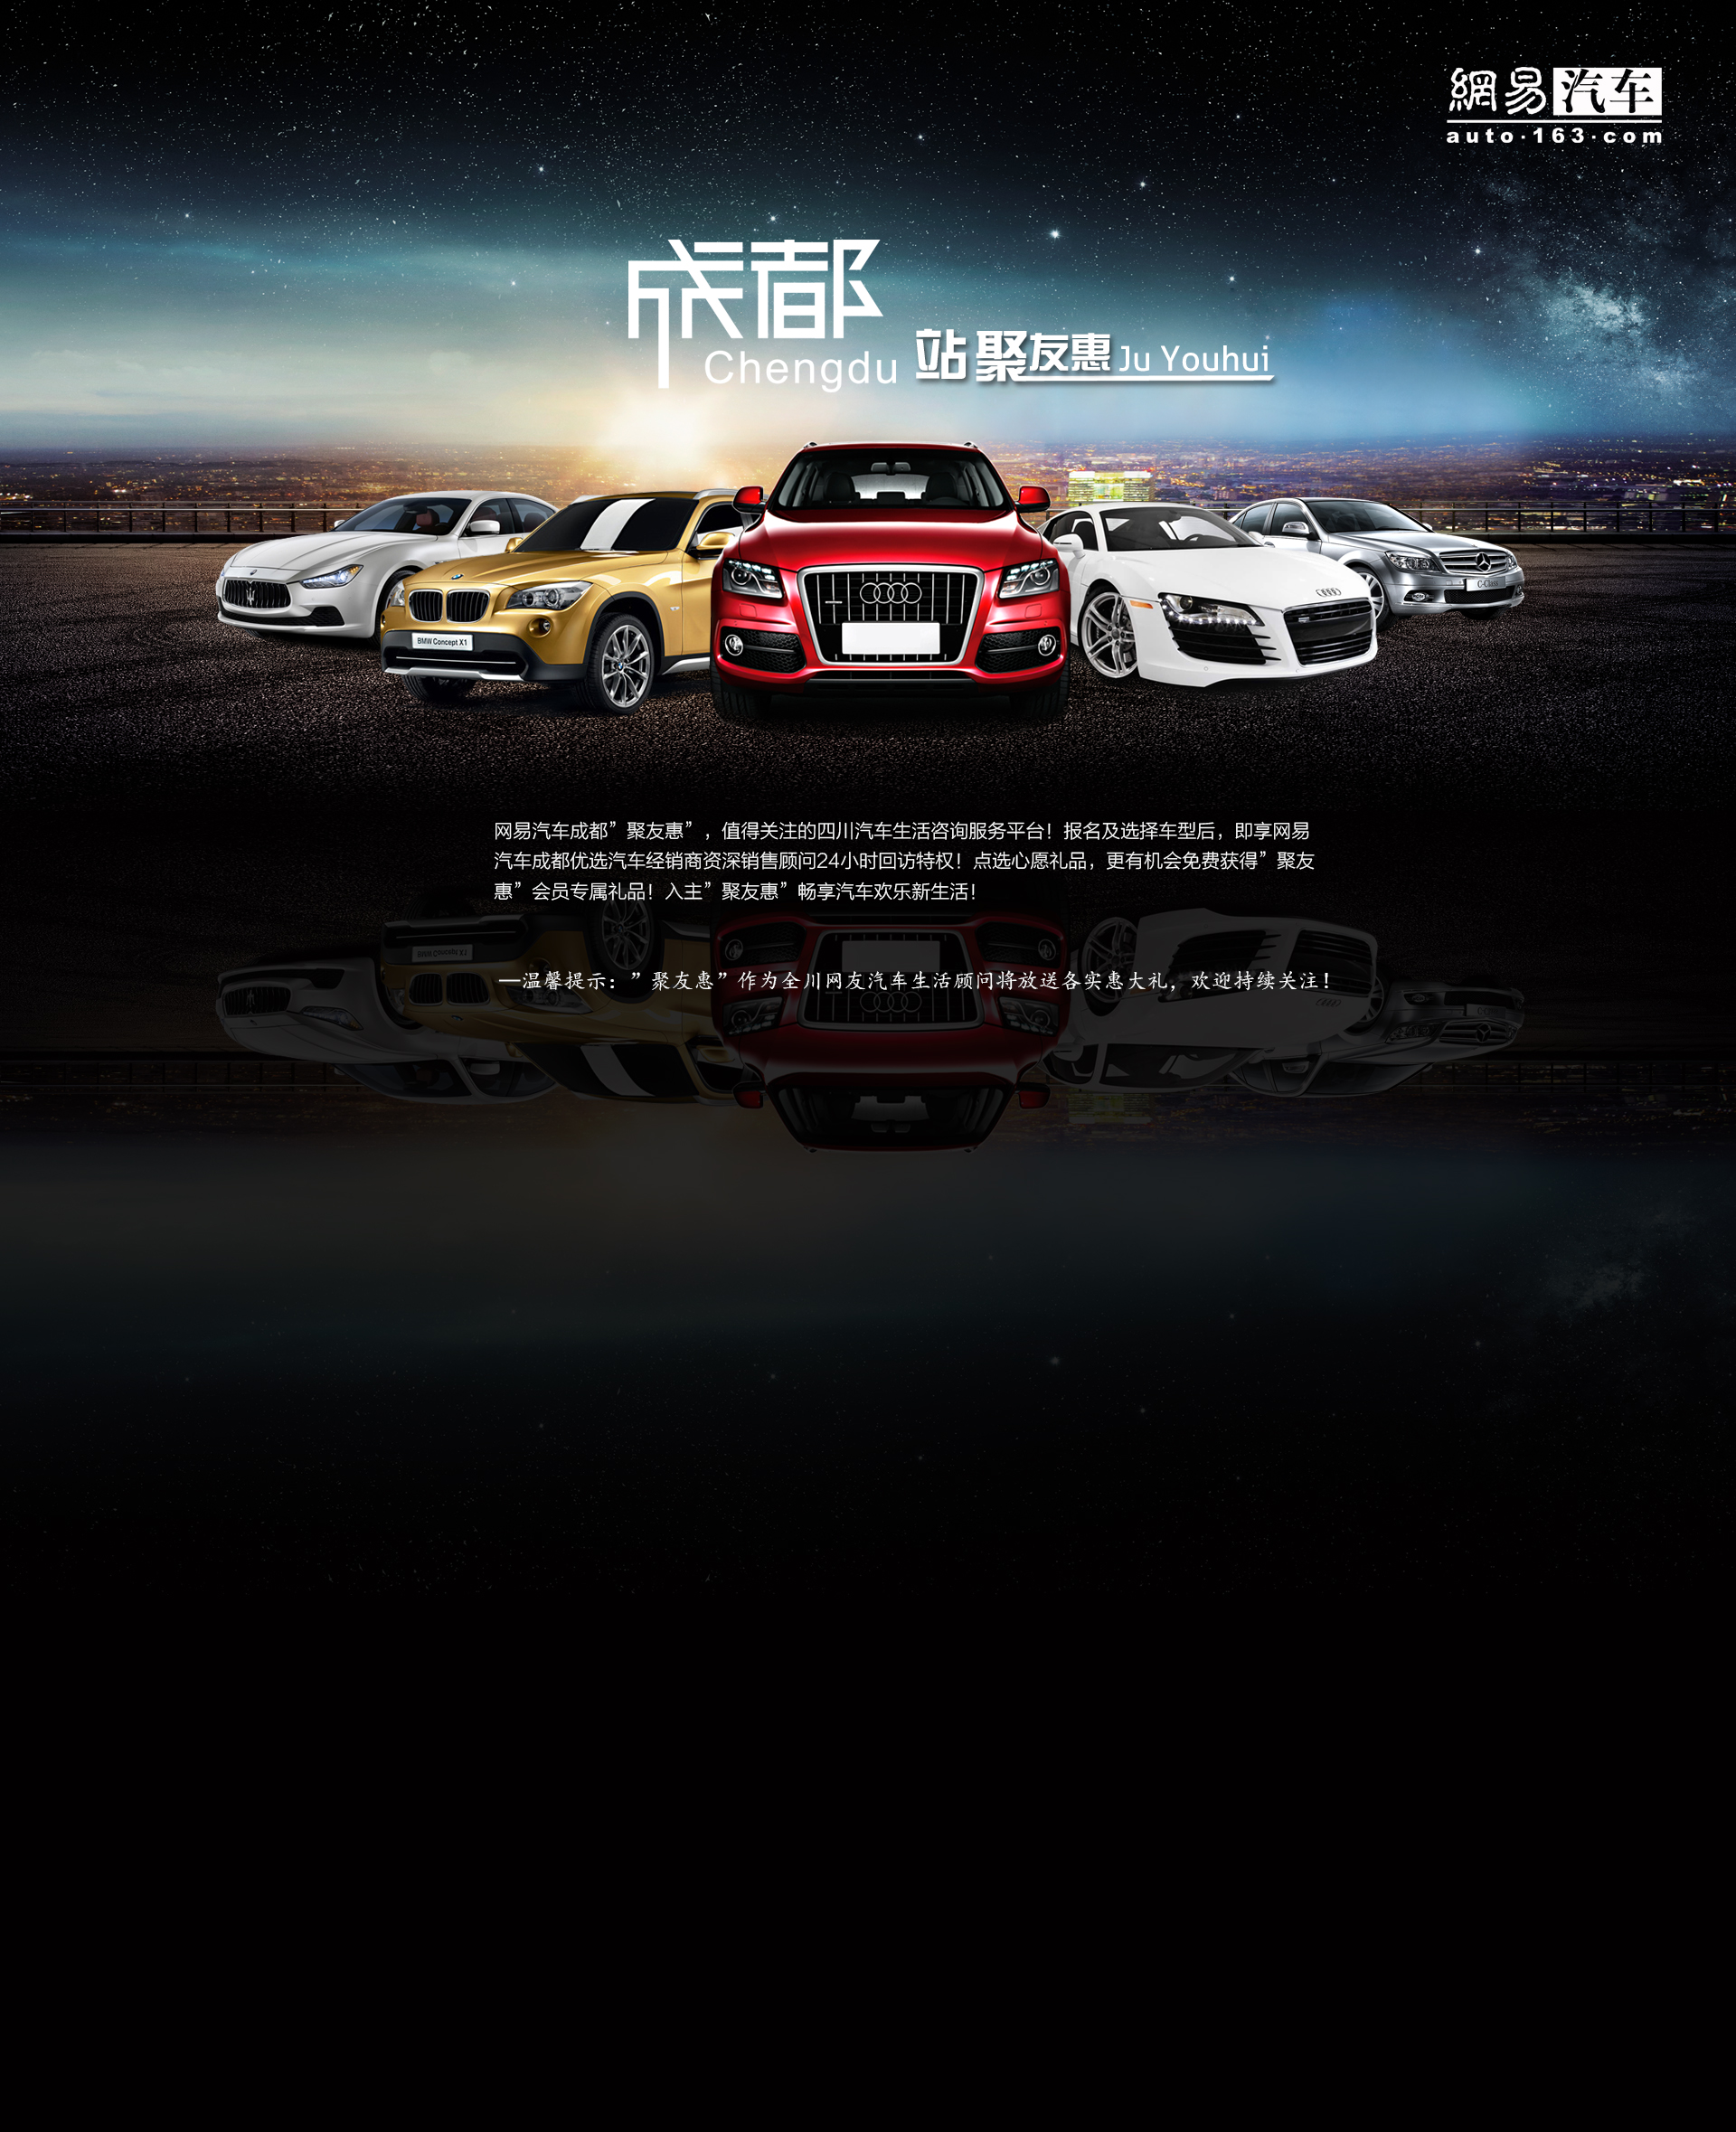 網易汽车
auto·163·com
成都
Chengdu 站 聚友惠 Ju Youhui
BMW Concept X1
C-Class
网易汽车成都”聚友惠”，值得关注的四川汽车生活咨询服务平台！报名及选择车型后，即享网易
汽车成都优选汽车经销商资深销售顾问24小时回访特权！点选心愿礼品，更有机会免费获得”聚友
惠”会员专属礼品！入主”聚友惠”畅享汽车欢乐新生活！
—温馨提示：”聚友惠”作为全川网友汽车生活顾问将放送各实惠大礼，欢迎持续关注！